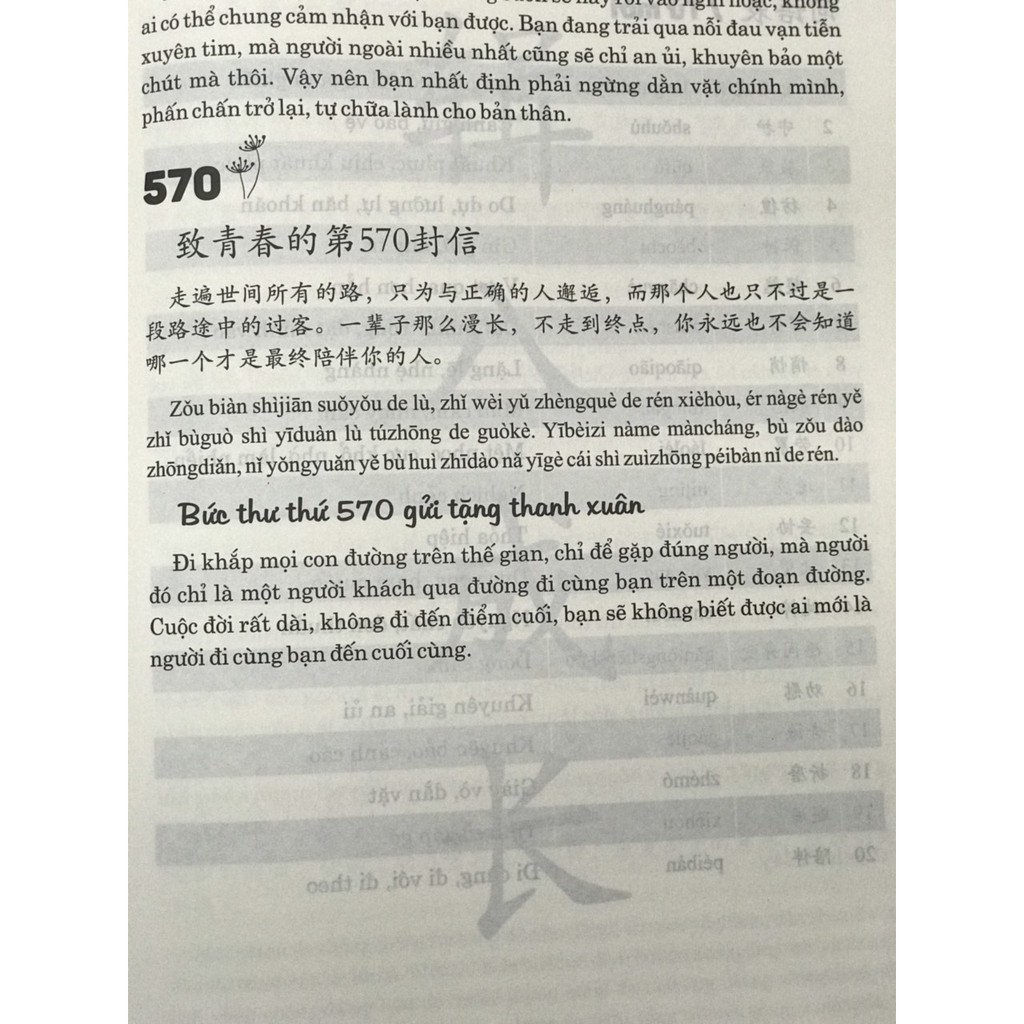 ai có thể chung cảm nhận với bạn được. Bạn đang trải qua nỗi đau vạn tiễn
xuyên tim, mà người ngoài nhiều nhất cũng sẽ chỉ an ủi, khuyên bảo một
chút mà thôi. Vậy nên bạn nhất định phải ngừng dằn vặt chính mình,
phấn chấn trở lại, tự chữa lành cho bản thân.
570
致青春的第570封信
走遍世间所有的路，只为与正确的人邂逅，而那个人也只不过是一
段路途中的过客。一辈子那么漫长，不走到终点，你永远也不会知道
哪一个才是最终陪伴你的人。
Zǒu biàn shìjiān suǒyǒu de lù, zhǐ wèi yǔ zhèngquè de rén xièhòu, ér nàgè rén yě
zhǐ bùguò shì yīduàn lù túzhōng de guòkè. Yībèizi nàme màncháng, bù zǒu dào
zhōngdiǎn, nǐ yǒngyuǎn yě bù huì zhīdào nǎ yīgè cái shì zuìzhōng péibàn nǐ de rén.
Bức thư thứ 570 gửi tặng thanh xuân
Đi khắp mọi con đường trên thế gian, chỉ để gặp đúng người, mà người
đó chỉ là một người khách qua đường đi cùng bạn trên một đoạn đường.
Cuộc đời rất dài, không đi đến điểm cuối, bạn sẽ không biết được ai mới là
người đi cùng bạn đến cuối cùng.